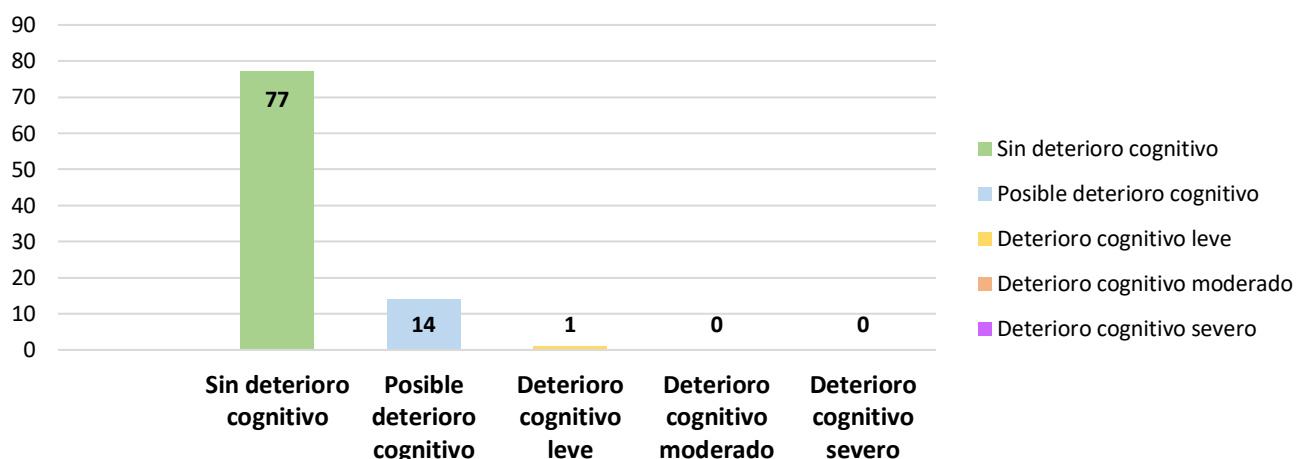 90
80
70
60
50
40
30
20
10
0
77
14
1
0
0
Sin deterioro
cognitivo
Posible
deterioro
cognitivo
Deterioro
cognitivo
leve
Deterioro
cognitivo
moderado
Deterioro
cognitivo
severo
Sin deterioro cognitivo
Posible deterioro cognitivo
Deterioro cognitivo leve
Deterioro cognitivo moderado
Deterioro cognitivo severo